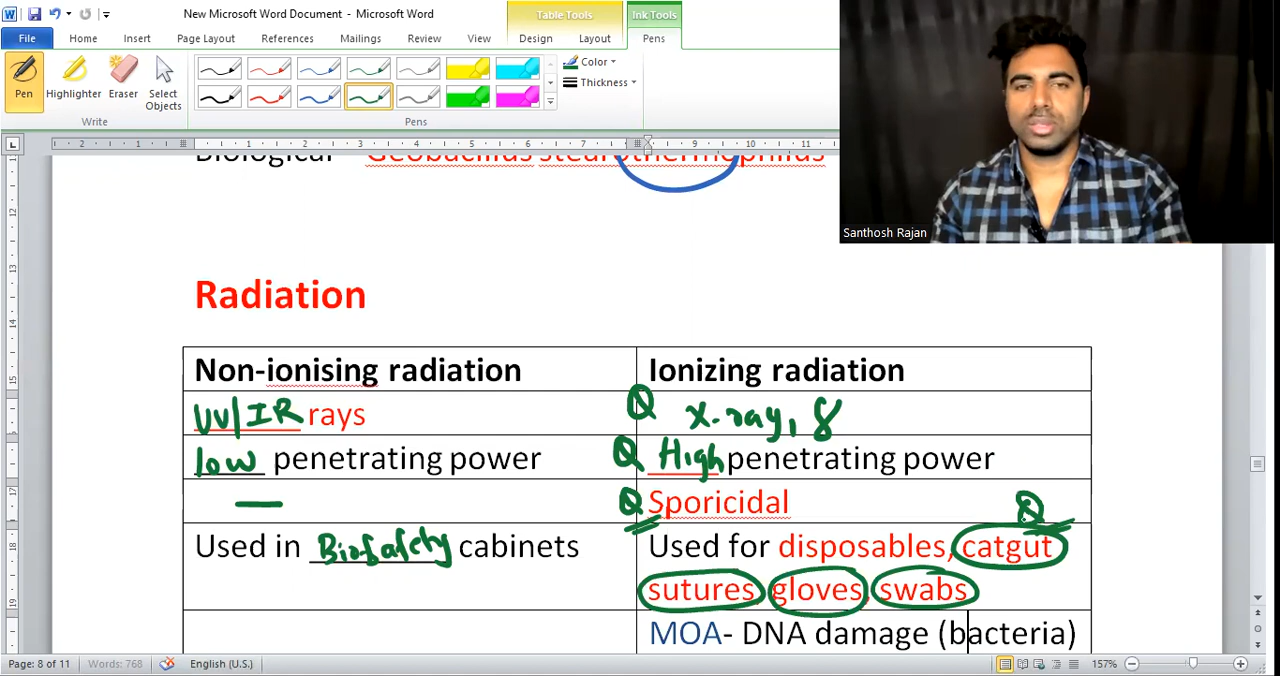 New Microsoft Word Document - Microsoft Word
Table Tools
Ink Tools
File
Home
Insert
Page Layout
References
Mailings
Review
View
Design
Layout
Pens
Pen
Highlighter
Eraser
Select Objects
Color
Thickness
Write
Pens
Biological Geobacillus stearothermophilus
Santhosh Rajan
Radiation
Non-ionising radiation
Ionizing radiation
UV/IR rays
Q X-ray, γ
low penetrating power
Q High penetrating power
—
Q Sporicidal
Q
Used in Biosafety cabinets
Used for disposables, catgut
sutures, gloves, swabs
MOA- DNA damage (bacteria)
Page: 8 of 11
Words: 768
English (U.S.)
157%